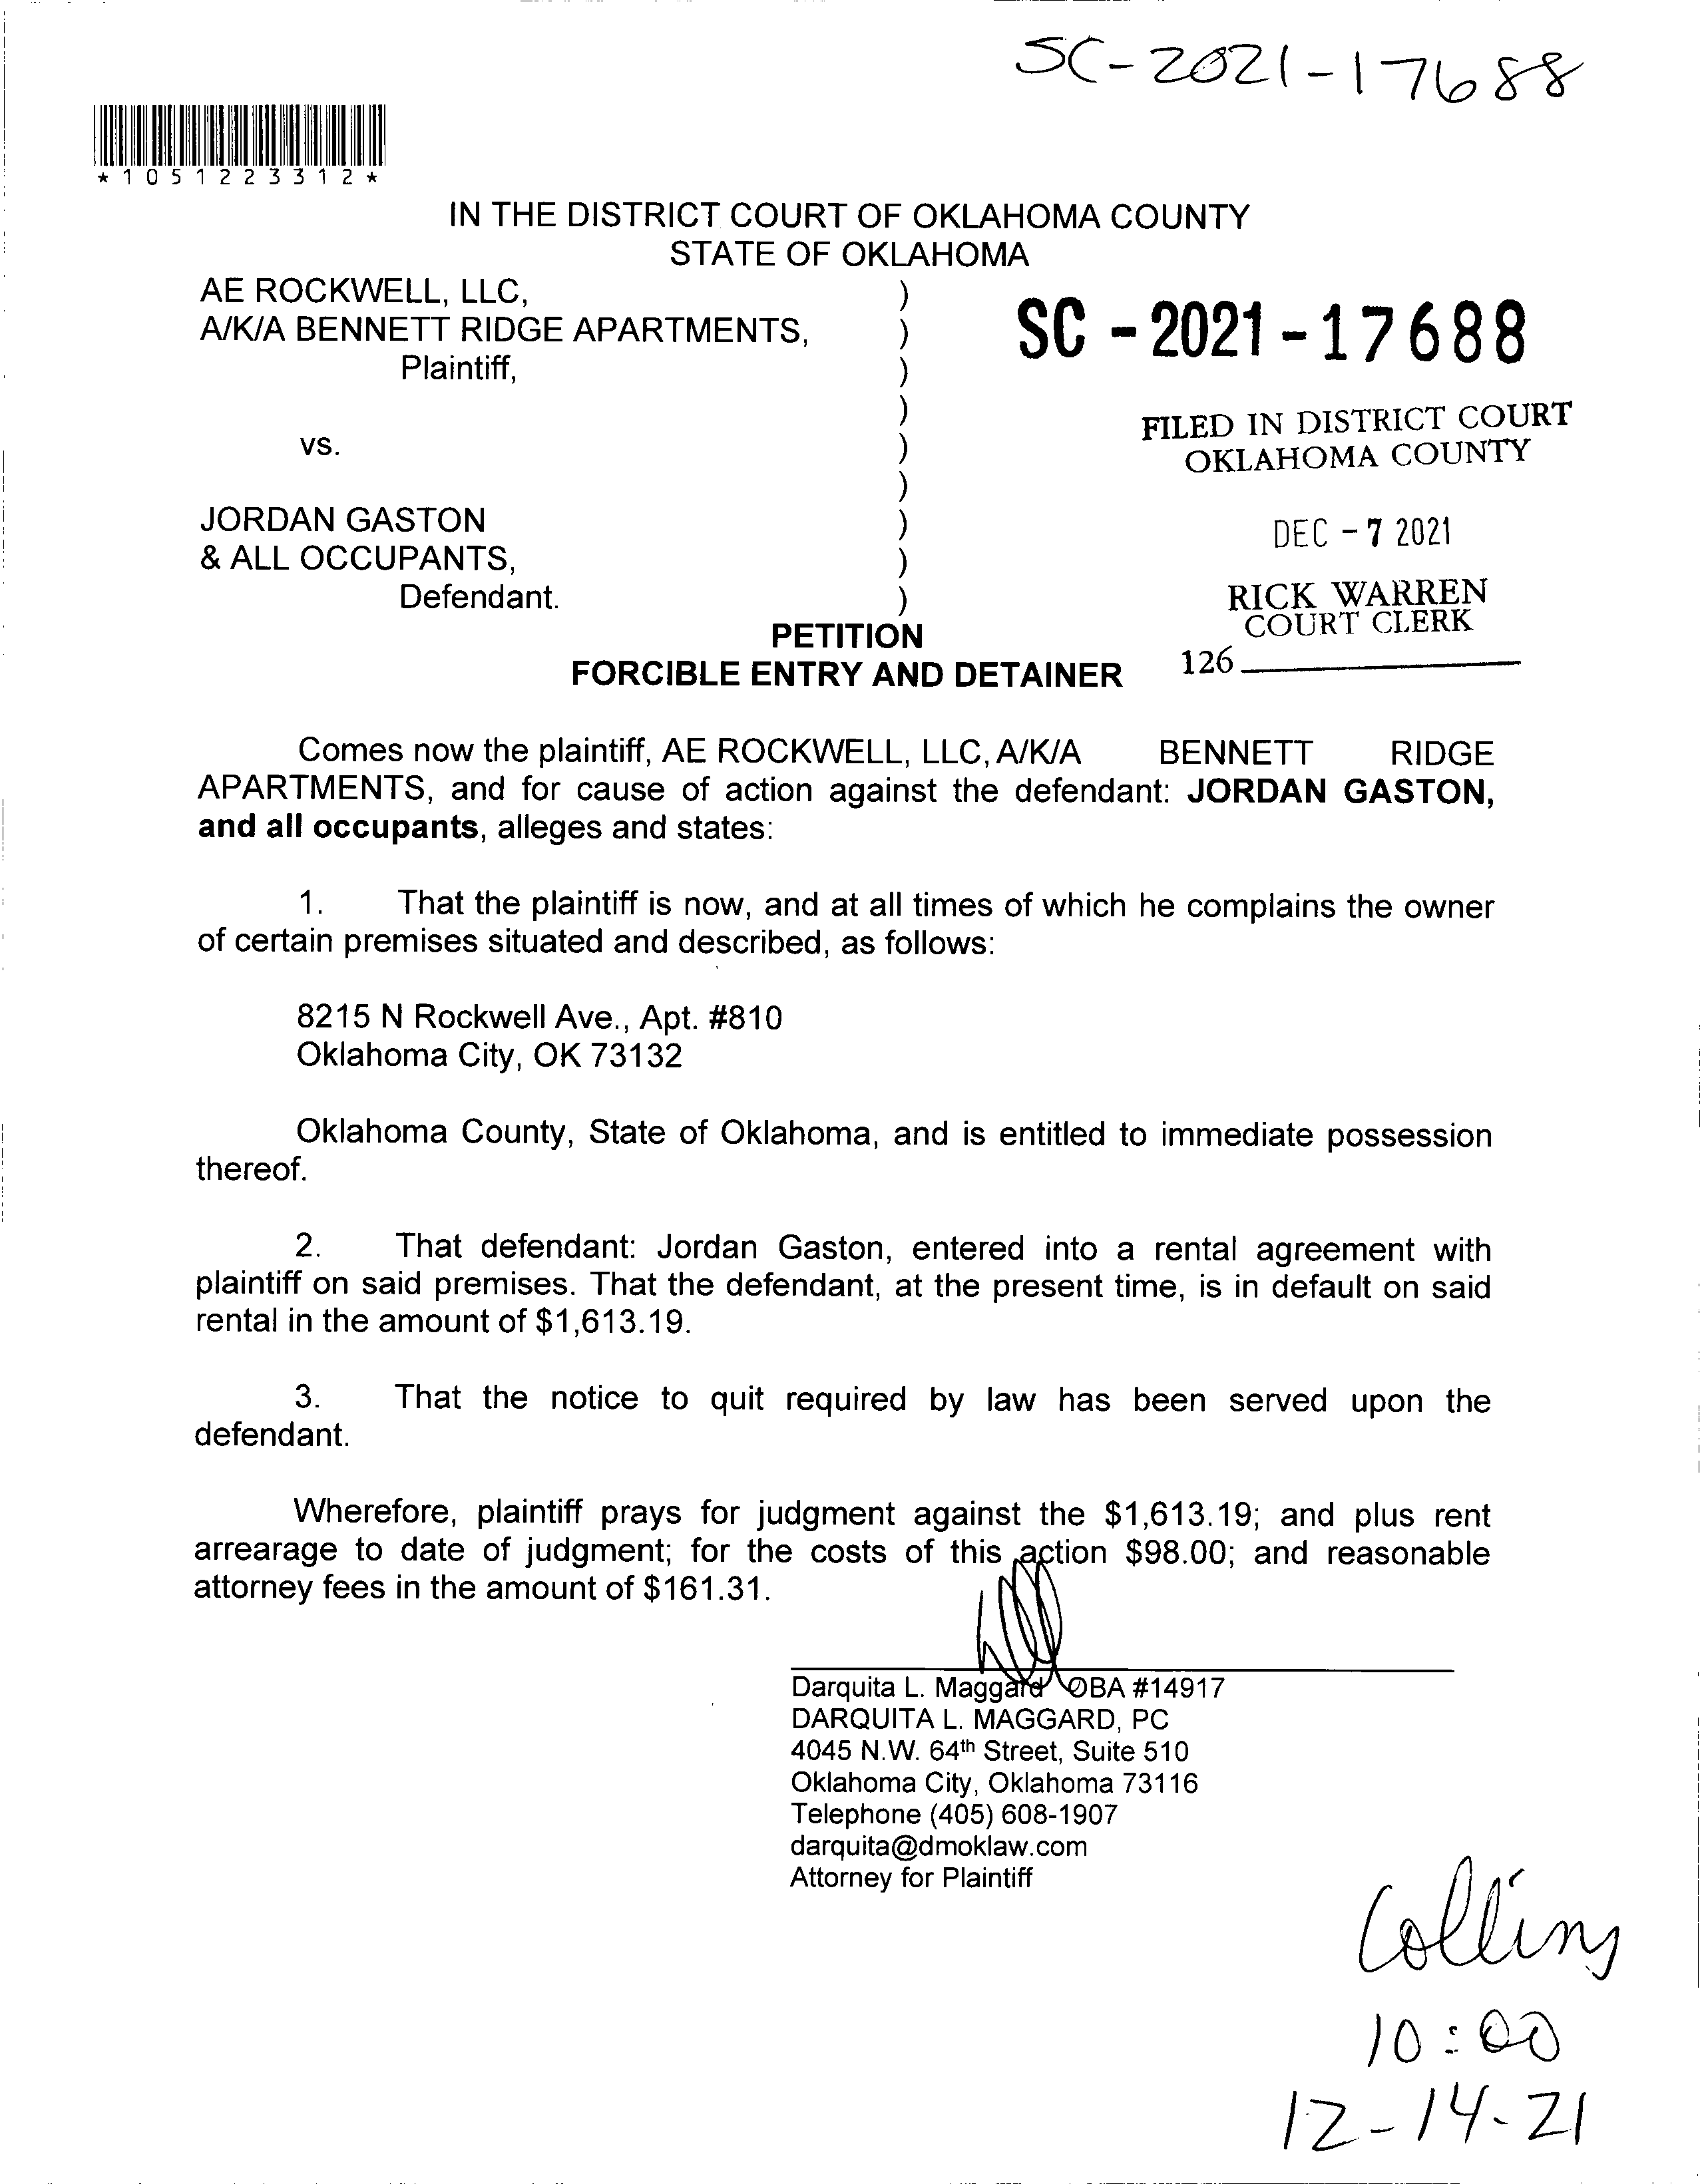 SC-2021-17688
*1051223312*
IN THE DISTRICT COURT OF OKLAHOMA COUNTY
STATE OF OKLAHOMA
AE ROCKWELL, LLC, )
A/K/A BENNETT RIDGE APARTMENTS, )
Plaintiff, )
)
vs. )
)
JORDAN GASTON )
& ALL OCCUPANTS, )
Defendant. )
SC - 2021 - 17688
FILED IN DISTRICT COURT
OKLAHOMA COUNTY
DEC - 7 2021
RICK WARREN
COURT CLERK
126
PETITION
FORCIBLE ENTRY AND DETAINER
Comes now the plaintiff, AE ROCKWELL, LLC, A/K/A BENNETT RIDGE
APARTMENTS, and for cause of action against the defendant: JORDAN GASTON,
and all occupants, alleges and states:
1. That the plaintiff is now, and at all times of which he complains the owner
of certain premises situated and described, as follows:
8215 N Rockwell Ave., Apt. #810
Oklahoma City, OK 73132
Oklahoma County, State of Oklahoma, and is entitled to immediate possession
thereof.
2. That defendant: Jordan Gaston, entered into a rental agreement with
plaintiff on said premises. That the defendant, at the present time, is in default on said
rental in the amount of $1,613.19.
3. That the notice to quit required by law has been served upon the
defendant.
Wherefore, plaintiff prays for judgment against the $1,613.19; and plus rent
arrearage to date of judgment; for the costs of this action $98.00; and reasonable
attorney fees in the amount of $161.31.
Darquita L. Maggard OBA #14917
DARQUITA L. MAGGARD, PC
4045 N.W. 64th Street, Suite 510
Oklahoma City, Oklahoma 73116
Telephone (405) 608-1907
darquita@dmoklaw.com
Attorney for Plaintiff
Collins
10:00
12-14-21